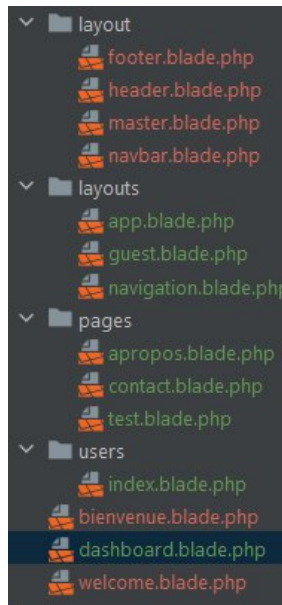 layout
footer.blade.php
header.blade.php
master.blade.php
navbar.blade.php
layouts
app.blade.php
guest.blade.php
navigation.blade.php
pages
apropos.blade.php
contact.blade.php
test.blade.php
users
index.blade.php
bienvenue.blade.php
dashboard.blade.php
welcome.blade.php